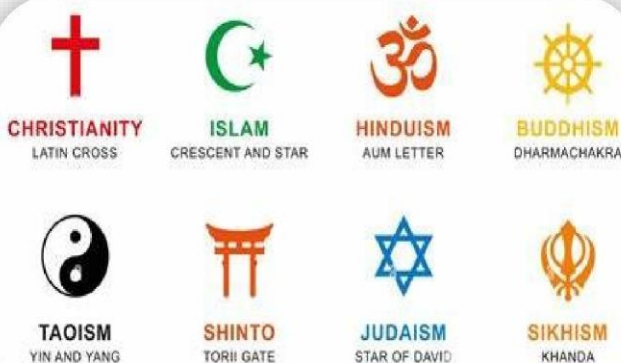 CHRISTIANITY
LATIN CROSS
ISLAM
CRESCENT AND STAR
HINDUISM
AUM LETTER
BUDDHISM
DHARMACHAKRA
TAOISM
YIN AND YANG
SHINTO
TORII GATE
JUDAISM
STAR OF DAVID
SIKHISM
KHANDA